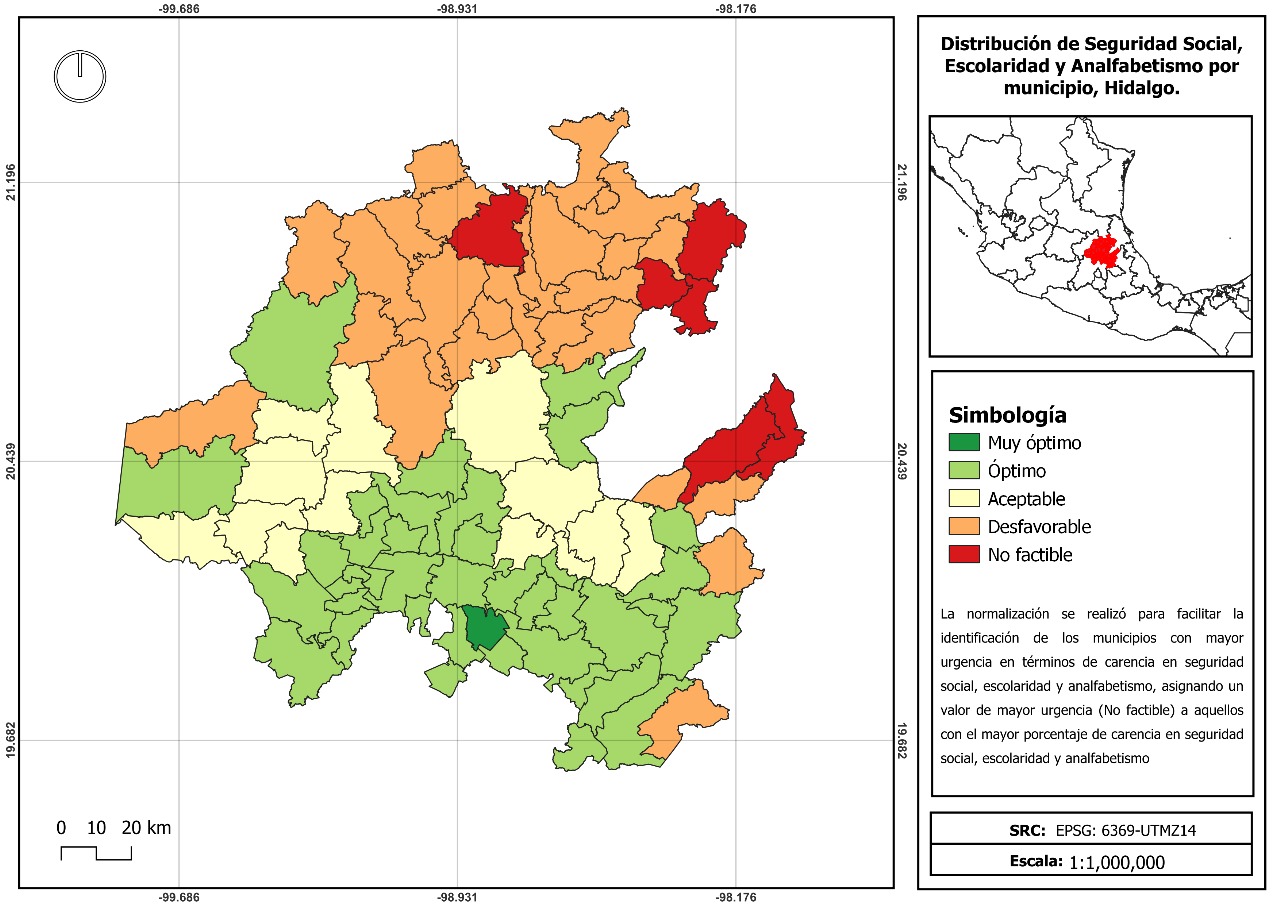 -99.686
-98.931
-98.176
21.196
21.196
20.439
20.439
19.682
19.682
0 10 20 km
-99.686
-98.931
-98.176
Distribución de Seguridad Social,
Escolaridad y Analfabetismo por
municipio, Hidalgo.
Simbología
Muy óptimo
Óptimo
Aceptable
Desfavorable
No factible
La normalización se realizó para facilitar la
identificación de los municipios con mayor
urgencia en términos de carencia en seguridad
social, escolaridad y analfabetismo, asignando un
valor de mayor urgencia (No factible) a aquellos
con el mayor porcentaje de carencia en seguridad
social, escolaridad y analfabetismo
SRC: EPSG: 6369-UTMZ14
Escala: 1:1,000,000